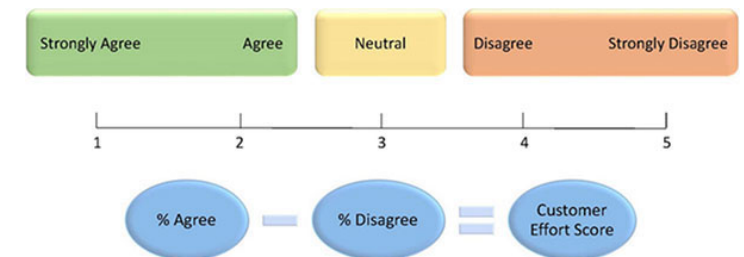 Strongly Agree Agree Neutral Disagree Strongly Disagree
1 2 3 4 5
% Agree % Disagree Customer
Effort Score